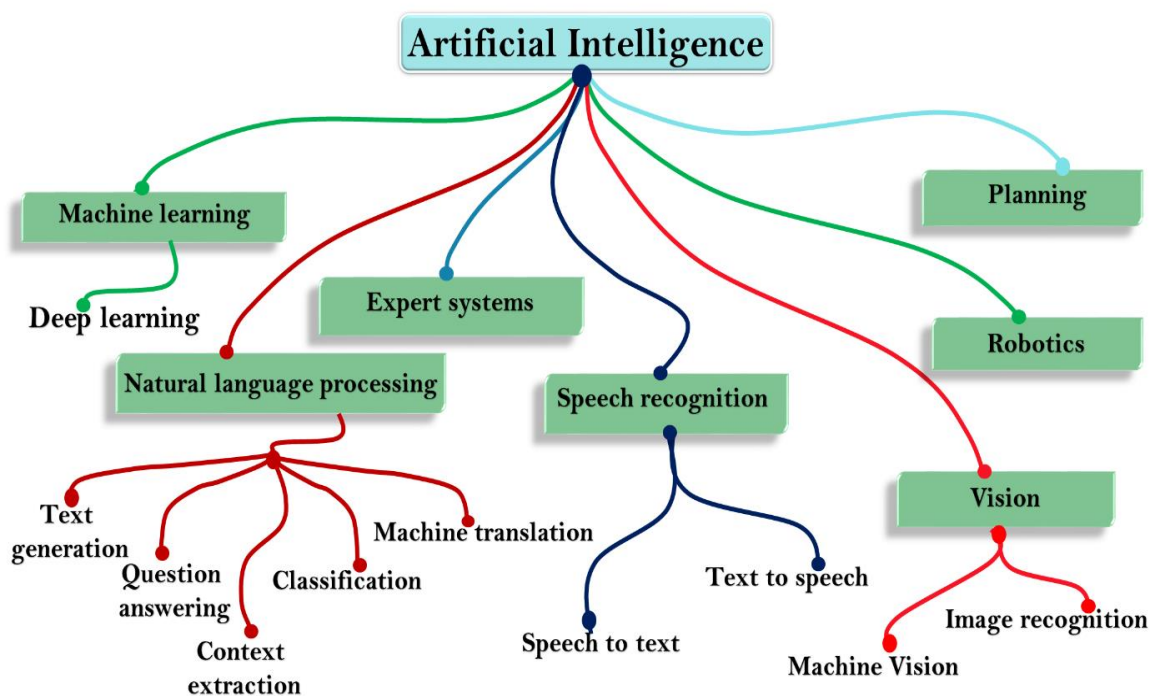 Artificial Intelligence
Machine learning
Planning
Deep learning
Expert systems
Robotics
Natural language processing
Speech recognition
Vision
Text
generation
Question
answering
Context
extraction
Classification
Machine translation
Speech to text
Text to speech
Machine Vision
Image recognition